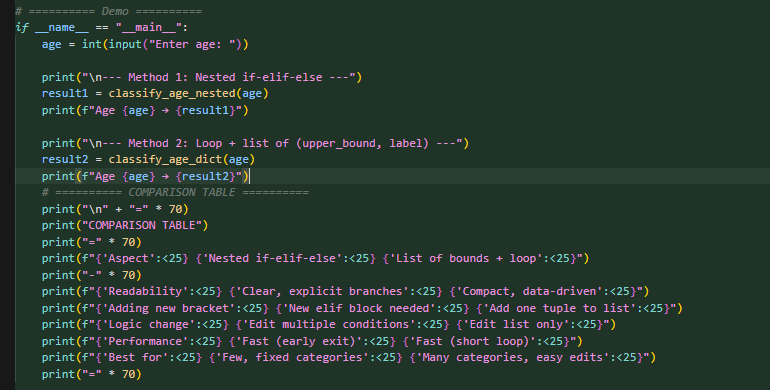 # ========== Demo ==========
if __name__ == "__main__":
    age = int(input("Enter age: "))
    print("\n--- Method 1: Nested if-elif-else ---")
    result1 = classify_age_nested(age)
    print(f"Age {age} → {result1}")
    print("\n--- Method 2: Loop + list of (upper_bound, label) ---")
    result2 = classify_age_dict(age)
    print(f"Age {age} → {result2}")
    # ========== COMPARISON TABLE ==========
    print("\n" + "=" * 70)
    print("COMPARISON TABLE")
    print("=" * 70)
    print(f"{'Aspect':<25} {'Nested if-elif-else':<25} {'List of bounds + loop':<25}")
    print("-" * 70)
    print(f"{'Readability':<25} {'Clear, explicit branches':<25} {'Compact, data-driven':<25}")
    print(f"{'Adding new bracket':<25} {'New elif block needed':<25} {'Add one tuple to list':<25}")
    print(f"{'Logic change':<25} {'Edit multiple conditions':<25} {'Edit list only':<25}")
    print(f"{'Performance':<25} {'Fast (early exit)':<25} {'Fast (short loop)':<25}")
    print(f"{'Best for':<25} {'Few, fixed categories':<25} {'Many categories, easy edits':<25}")
    print("=" * 70)